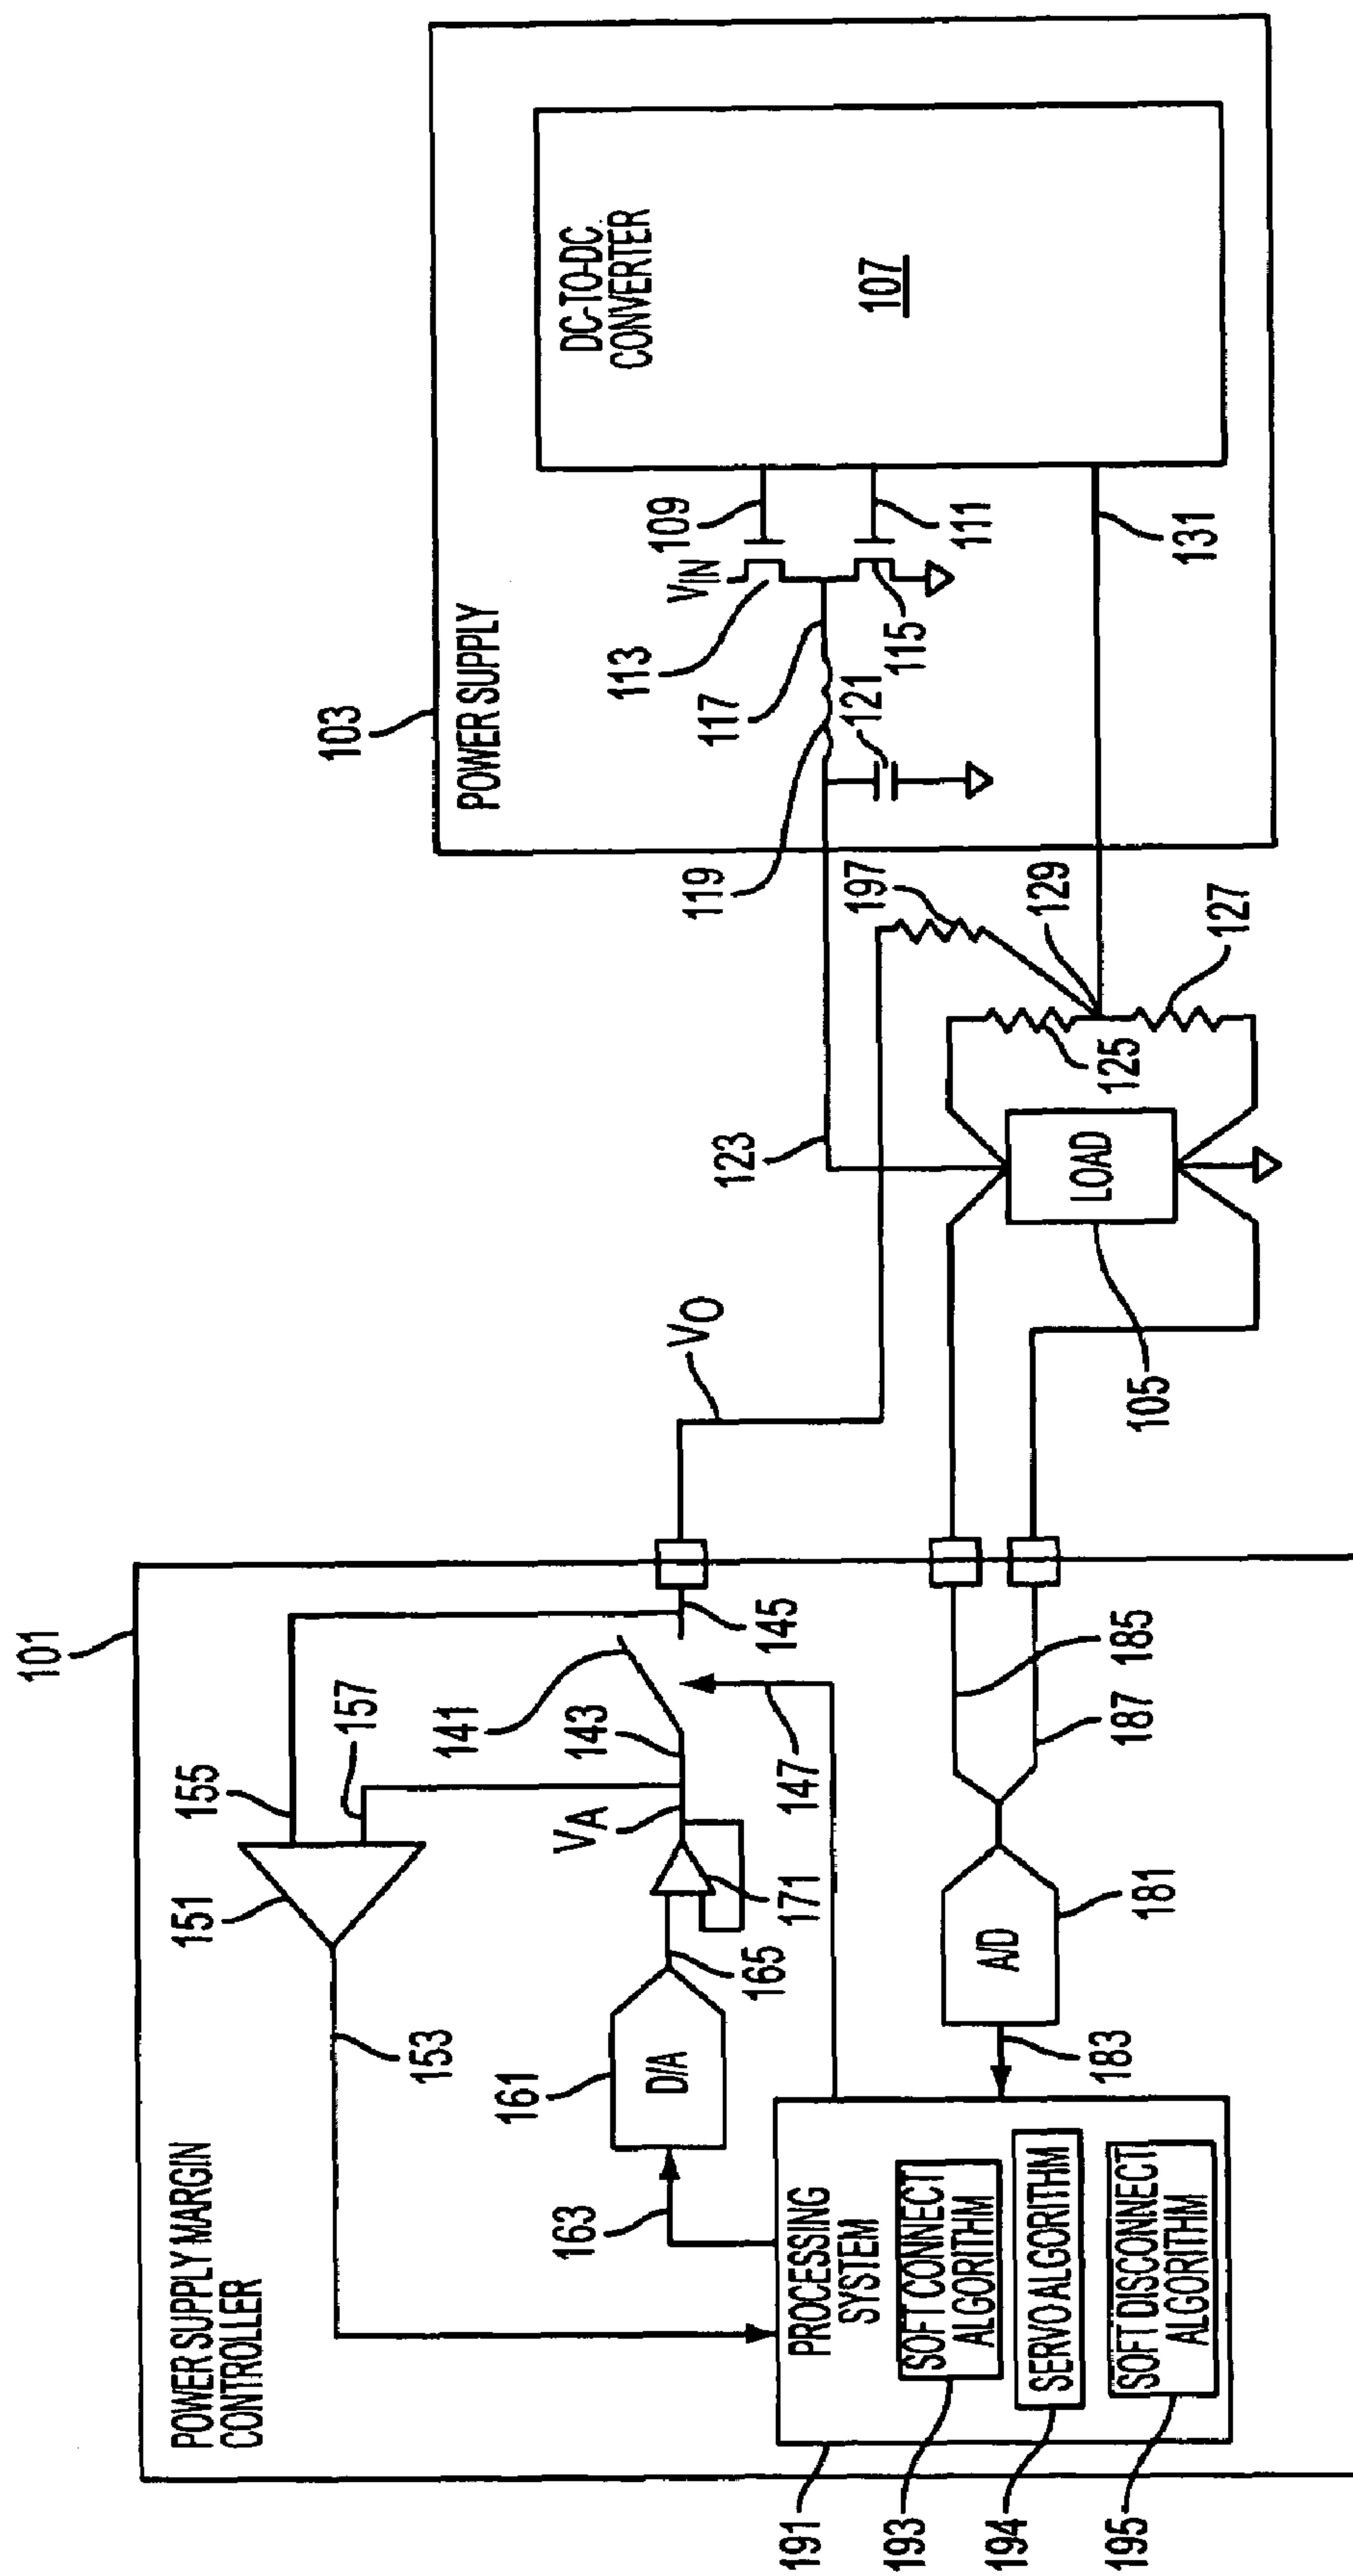 101
POWER SUPPLY MARGIN
CONTROLLER
151
155
157
153
141
143
145
147
VA
161
D/A
163
165
171
191
PROCESSING
SYSTEM
193
SOFT CONNECT
ALGORITHM
194
SERVO ALGORITHM
195
SOFT DISCONNECT
ALGORITHM
183
A/D
181
185
187
VO
123
105
LOAD
125
127
129
197
103
POWER SUPPLY
119
121
117
113
115
VIN
109
111
131
DC-TO-DC
CONVERTER
107